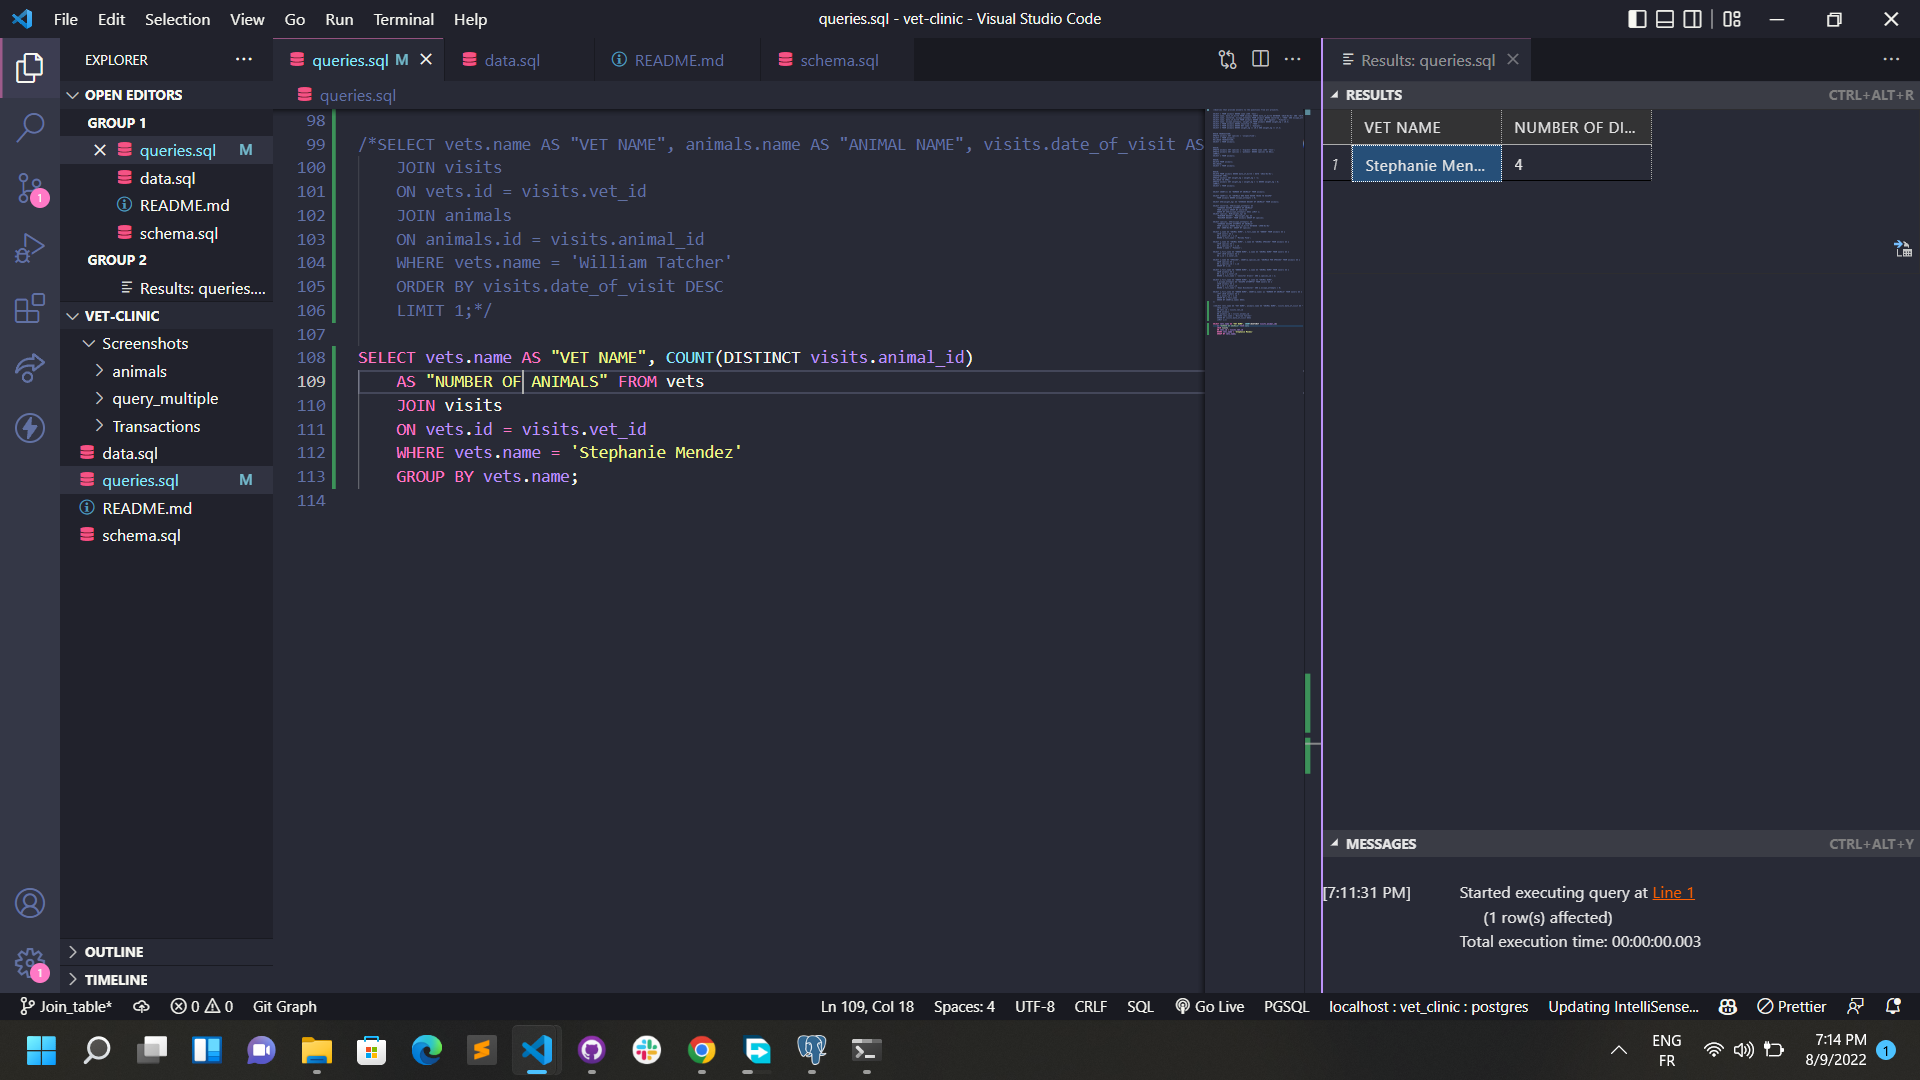 File Edit Selection View Go Run Terminal Help
queries.sql - vet-clinic - Visual Studio Code
EXPLORER
OPEN EDITORS
GROUP 1
queries.sql M
data.sql
README.md
schema.sql
GROUP 2
Results: queries....
VET-CLINIC
Screenshots
animals
query_multiple
Transactions
data.sql
queries.sql M
README.md
schema.sql
OUTLINE
TIMELINE
1
1
queries.sql M
data.sql
README.md
schema.sql
queries.sql
98
99 /*SELECT vets.name AS "VET NAME", animals.name AS "ANIMAL NAME", visits.date_of_visit AS
100 JOIN visits
101 ON vets.id = visits.vet_id
102 JOIN animals
103 ON animals.id = visits.animal_id
104 WHERE vets.name = 'William Tatcher'
105 ORDER BY visits.date_of_visit DESC
106 LIMIT 1;*/
107
108 SELECT vets.name AS "VET NAME", COUNT(DISTINCT visits.animal_id)
109 AS "NUMBER OF ANIMALS" FROM vets
110 JOIN visits
111 ON vets.id = visits.vet_id
112 WHERE vets.name = 'Stephanie Mendez'
113 GROUP BY vets.name;
114
Results: queries.sql
RESULTS CTRL+ALT+R
VET NAME NUMBER OF DI...
1 Stephanie Men... 4
MESSAGES CTRL+ALT+Y
[7:11:31 PM] Started executing query at Line 1
(1 row(s) affected)
Total execution time: 00:00:00.003
Join_table* 0 0 Git Graph Ln 109, Col 18 Spaces: 4 UTF-8 CRLF SQL Go Live PGSQL localhost : vet_clinic : postgres Updating IntelliSense... Prettier
ENG
FR
7:14 PM
8/9/2022
1